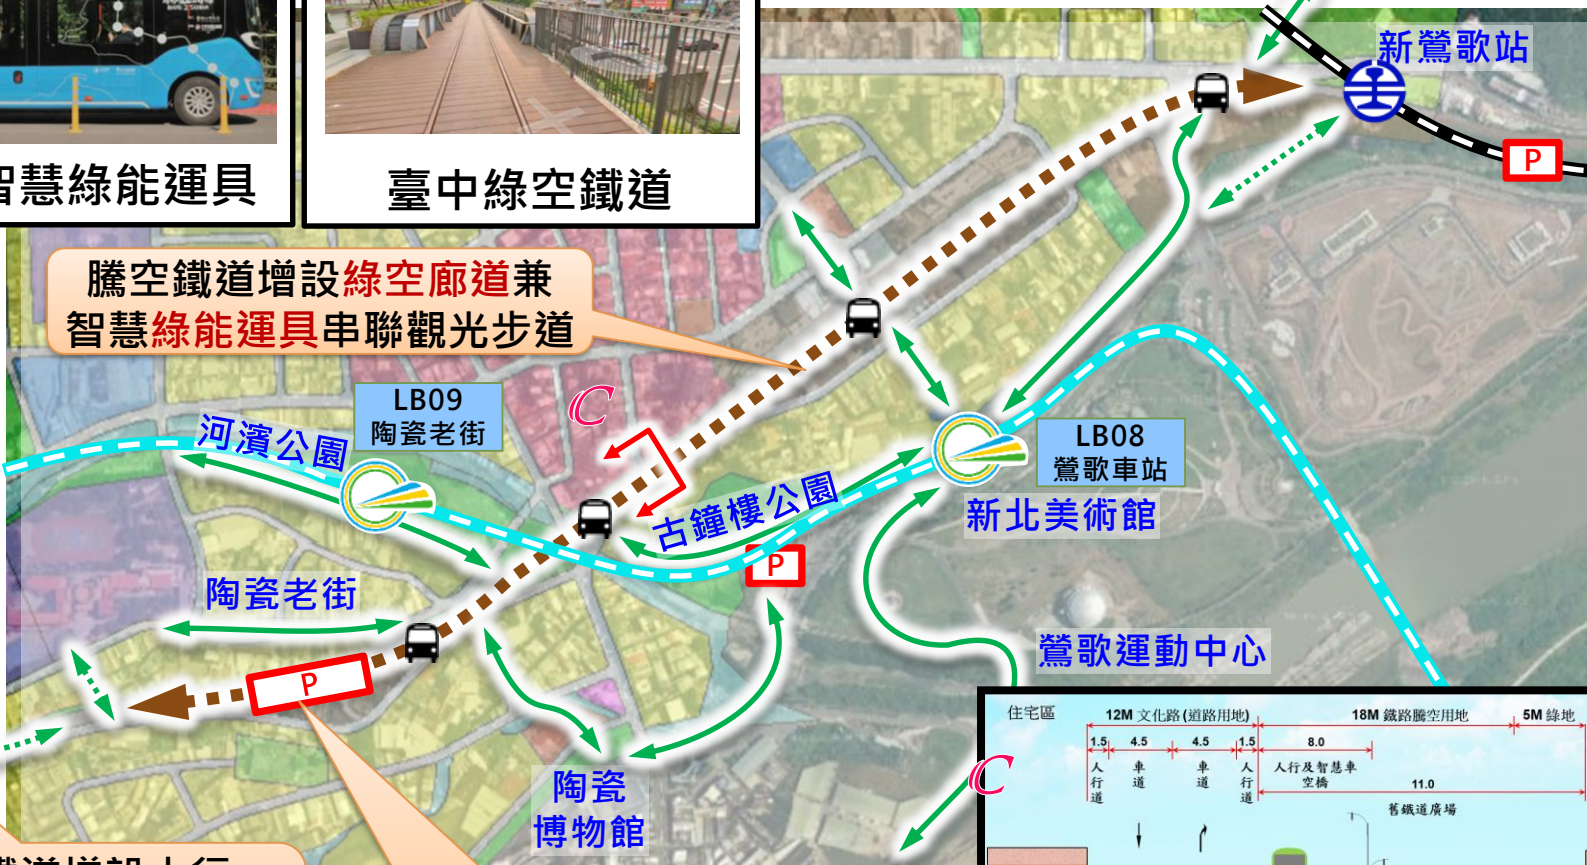 智慧綠能運具
臺中綠空鐵道
新鶯歌站
P
騰空鐵道增設綠空廊道兼
智慧綠能運具串聯觀光步道
LB09
陶瓷老街
C
河濱公園
LB08
鶯歌車站
古鐘樓公園
新北美術館
P
陶瓷老街
P
鶯歌運動中心
陶瓷
博物館
住宅區
12M 文化路(道路用地)
18M 鐵路騰空用地
5M 綠地
1.5
4.5
4.5
1.5
8.0
人行道
車道
車道
人行道
人行及智慧車
空橋
11.0
舊鐵道廣場
C